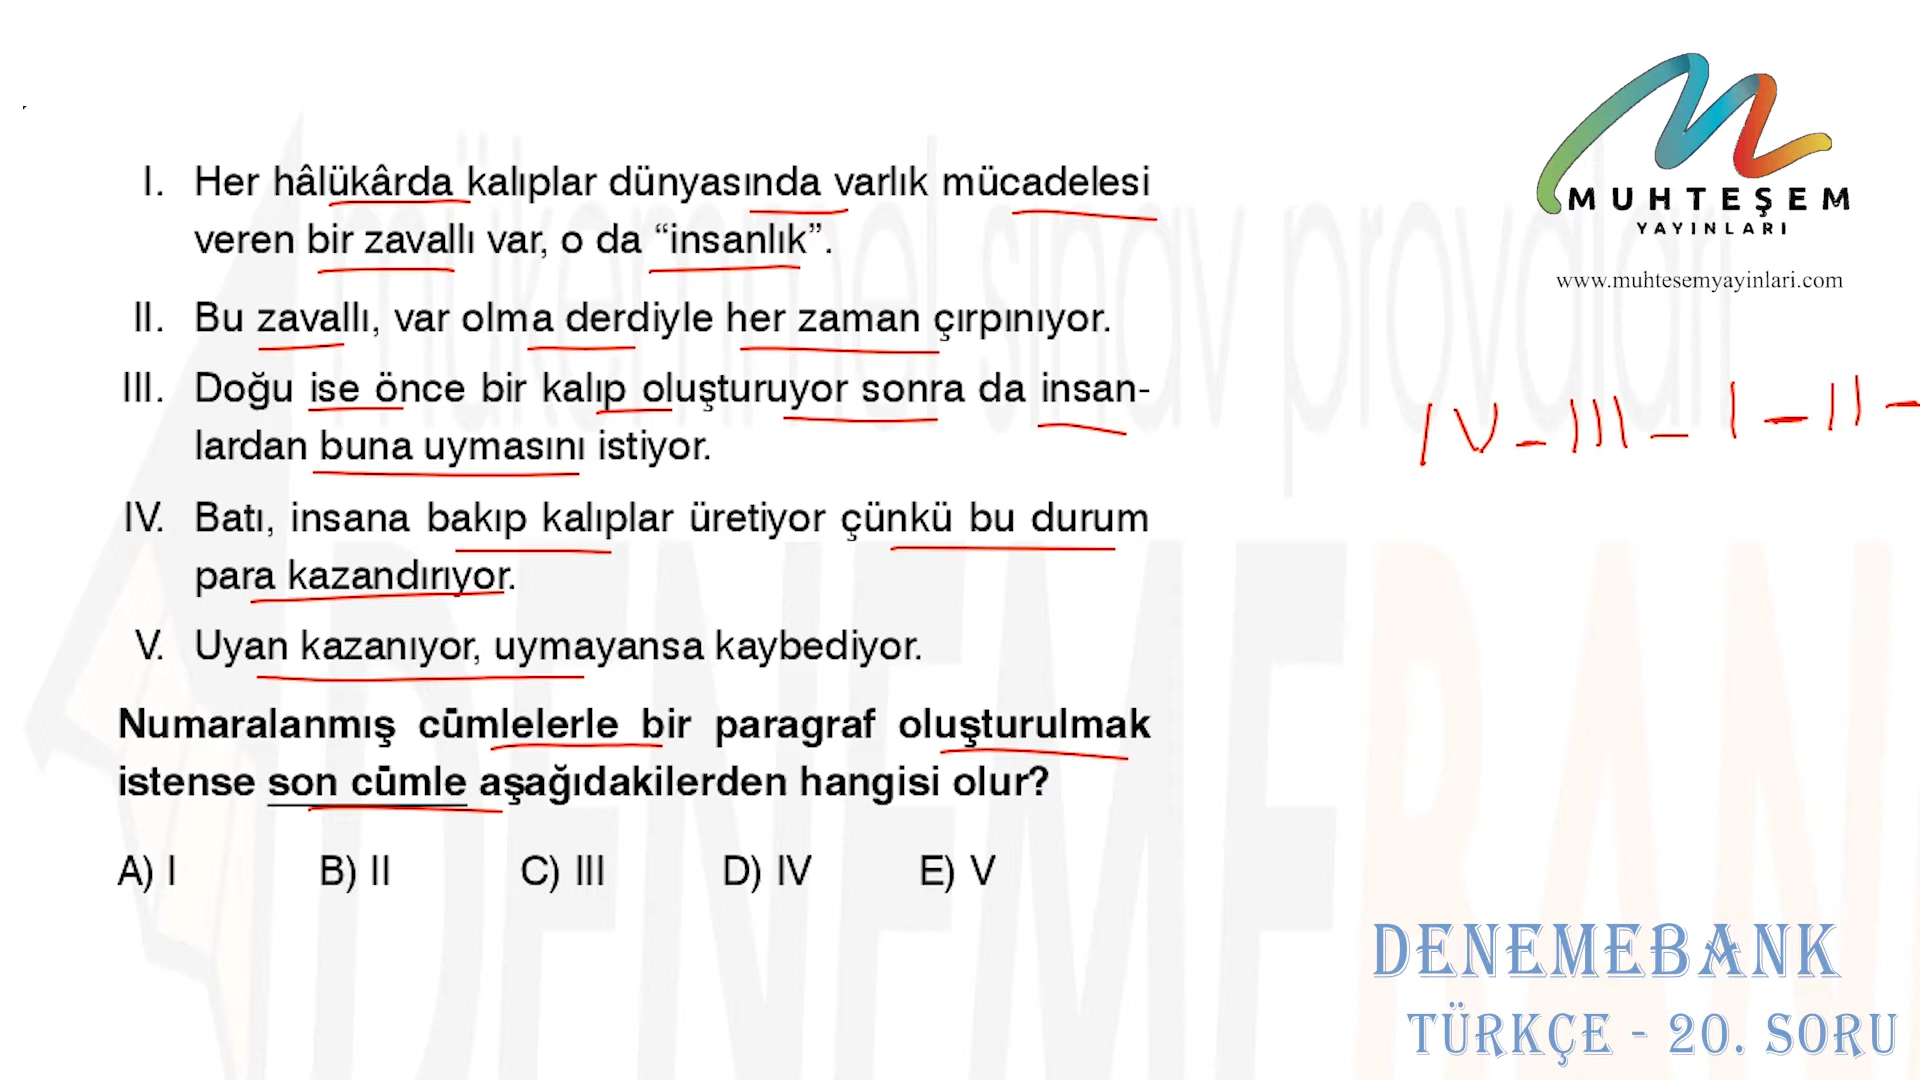 MUHTEŞEM
YAYINLARI
www.muhtesemyayinlari.com
I. Her hâlükârda kalıplar dünyasında varlık mücadelesi
veren bir zavallı var, o da “insanlık”.
II. Bu zavallı, var olma derdiyle her zaman çırpınıyor.
III. Doğu ise önce bir kalıp oluşturuyor sonra da insan-
lardan buna uymasını istiyor.
IV. Batı, insana bakıp kalıplar üretiyor çünkü bu durum
para kazandırıyor.
V. Uyan kazanıyor, uymayansa kaybediyor.
IV - III - I - II -
Numaralanmış cümlelerle bir paragraf oluşturulmak
istense son cümle aşağıdakilerden hangisi olur?
A) I B) II C) III D) IV E) V
mükemmel sınav provaları
DENEMEBAN
DENEMEBANK
TÜRKÇE - 20. SORU